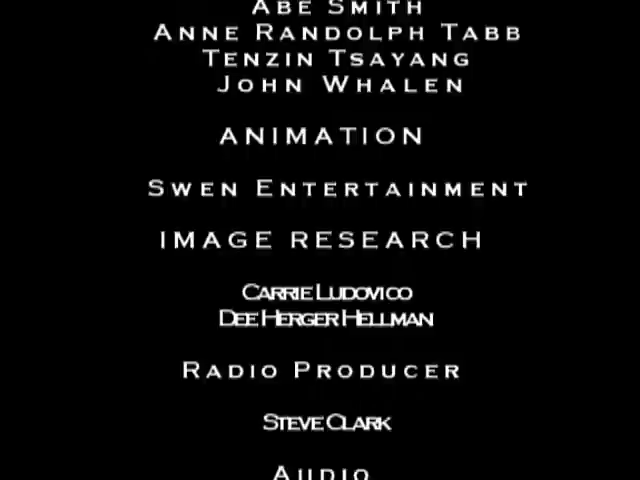 ABE SMITH
ANNE RANDOLPH TABB
TENZIN TSAYANG
JOHN WHALEN
ANIMATION
SWEN ENTERTAINMENT
IMAGE RESEARCH
CARRIE LUDOVICO
DEE HERGER HELLMAN
RADIO PRODUCER
STEVE CLARK
AUDIO